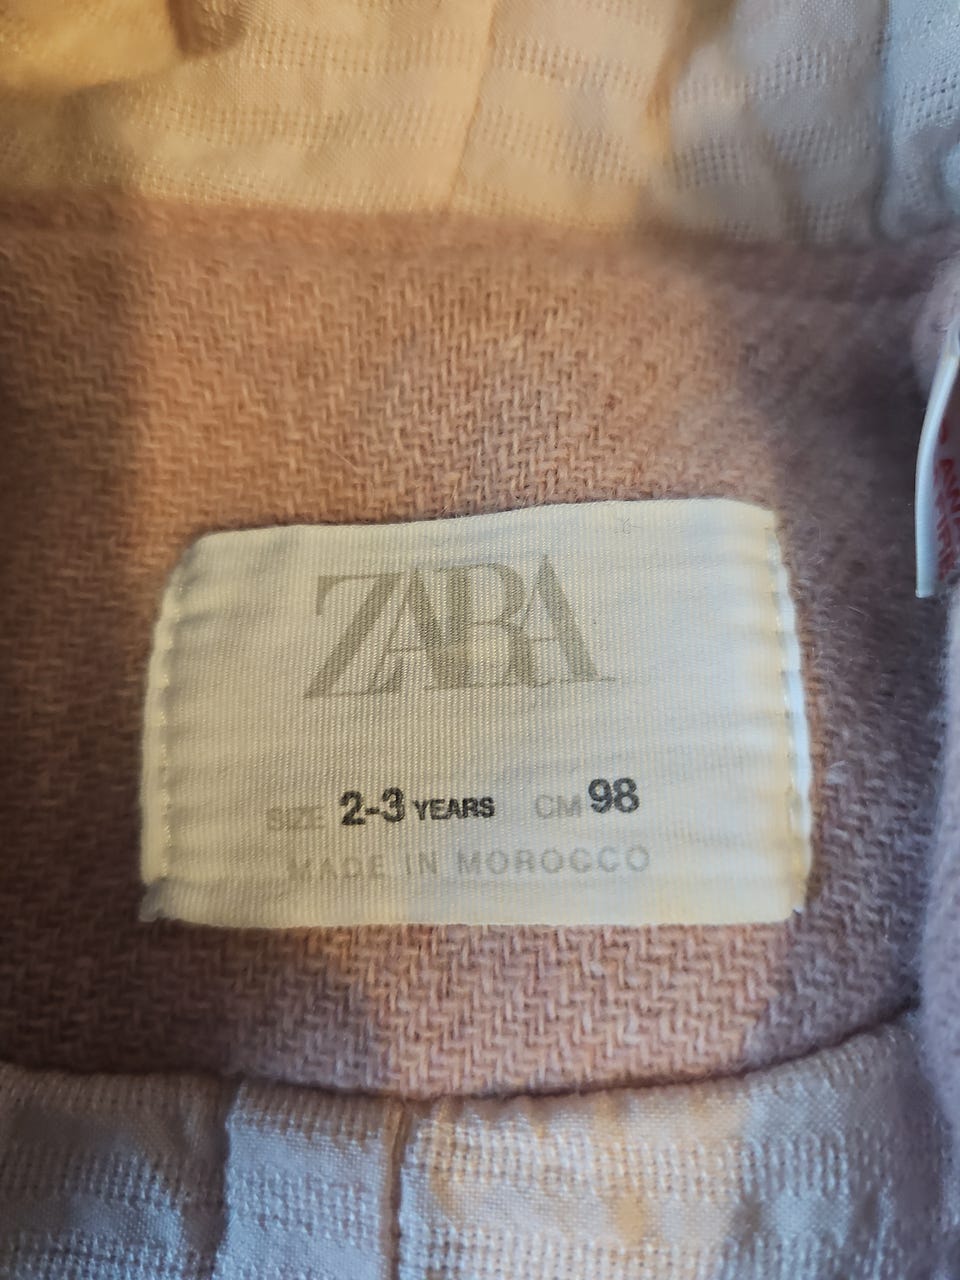 ZARA
SIZE 2-3 YEARS CM 98
MADE IN MOROCCO